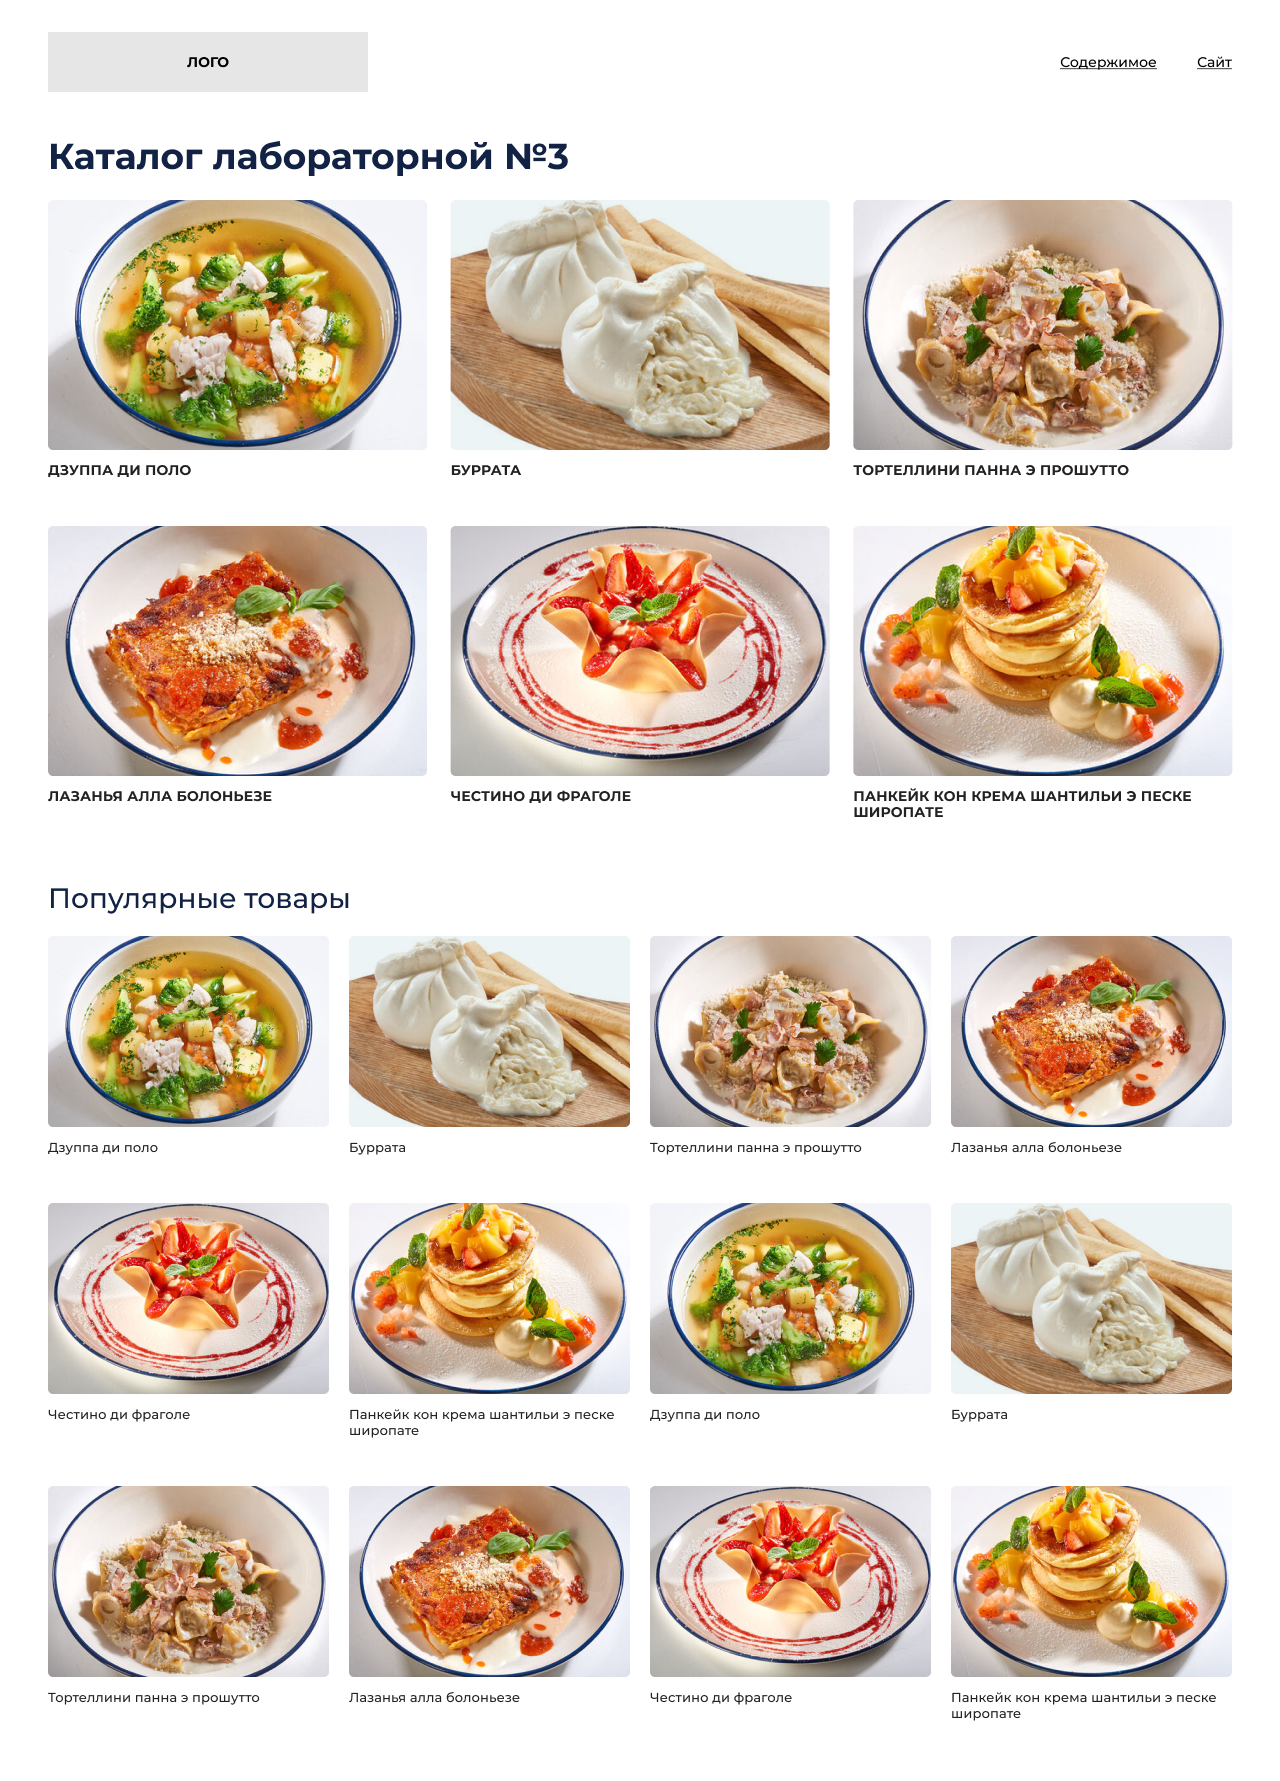 ЛОГО
Содержимое
Сайт
Каталог лабораторной №3
ДЗУППА ДИ ПОЛО
БУРРАТА
ТОРТЕЛЛИНИ ПАННА Э ПРОШУТТО
ЛАЗАНЬЯ АЛЛА БОЛОНЬЕЗЕ
ЧЕСТИНО ДИ ФРАГОЛЕ
ПАНКЕЙК КОН КРЕМА ШАНТИЛЬИ Э ПЕСКЕ
ШИРОПАТЕ
Популярные товары
Дзуппа ди поло
Буррата
Тортеллини панна э прошутто
Лазанья алла болоньезе
Честино ди фраголе
Панкейк кон крема шантильи э песке
широпате
Дзуппа ди поло
Буррата
Тортеллини панна э прошутто
Лазанья алла болоньезе
Честино ди фраголе
Панкейк кон крема шантильи э песке
широпате